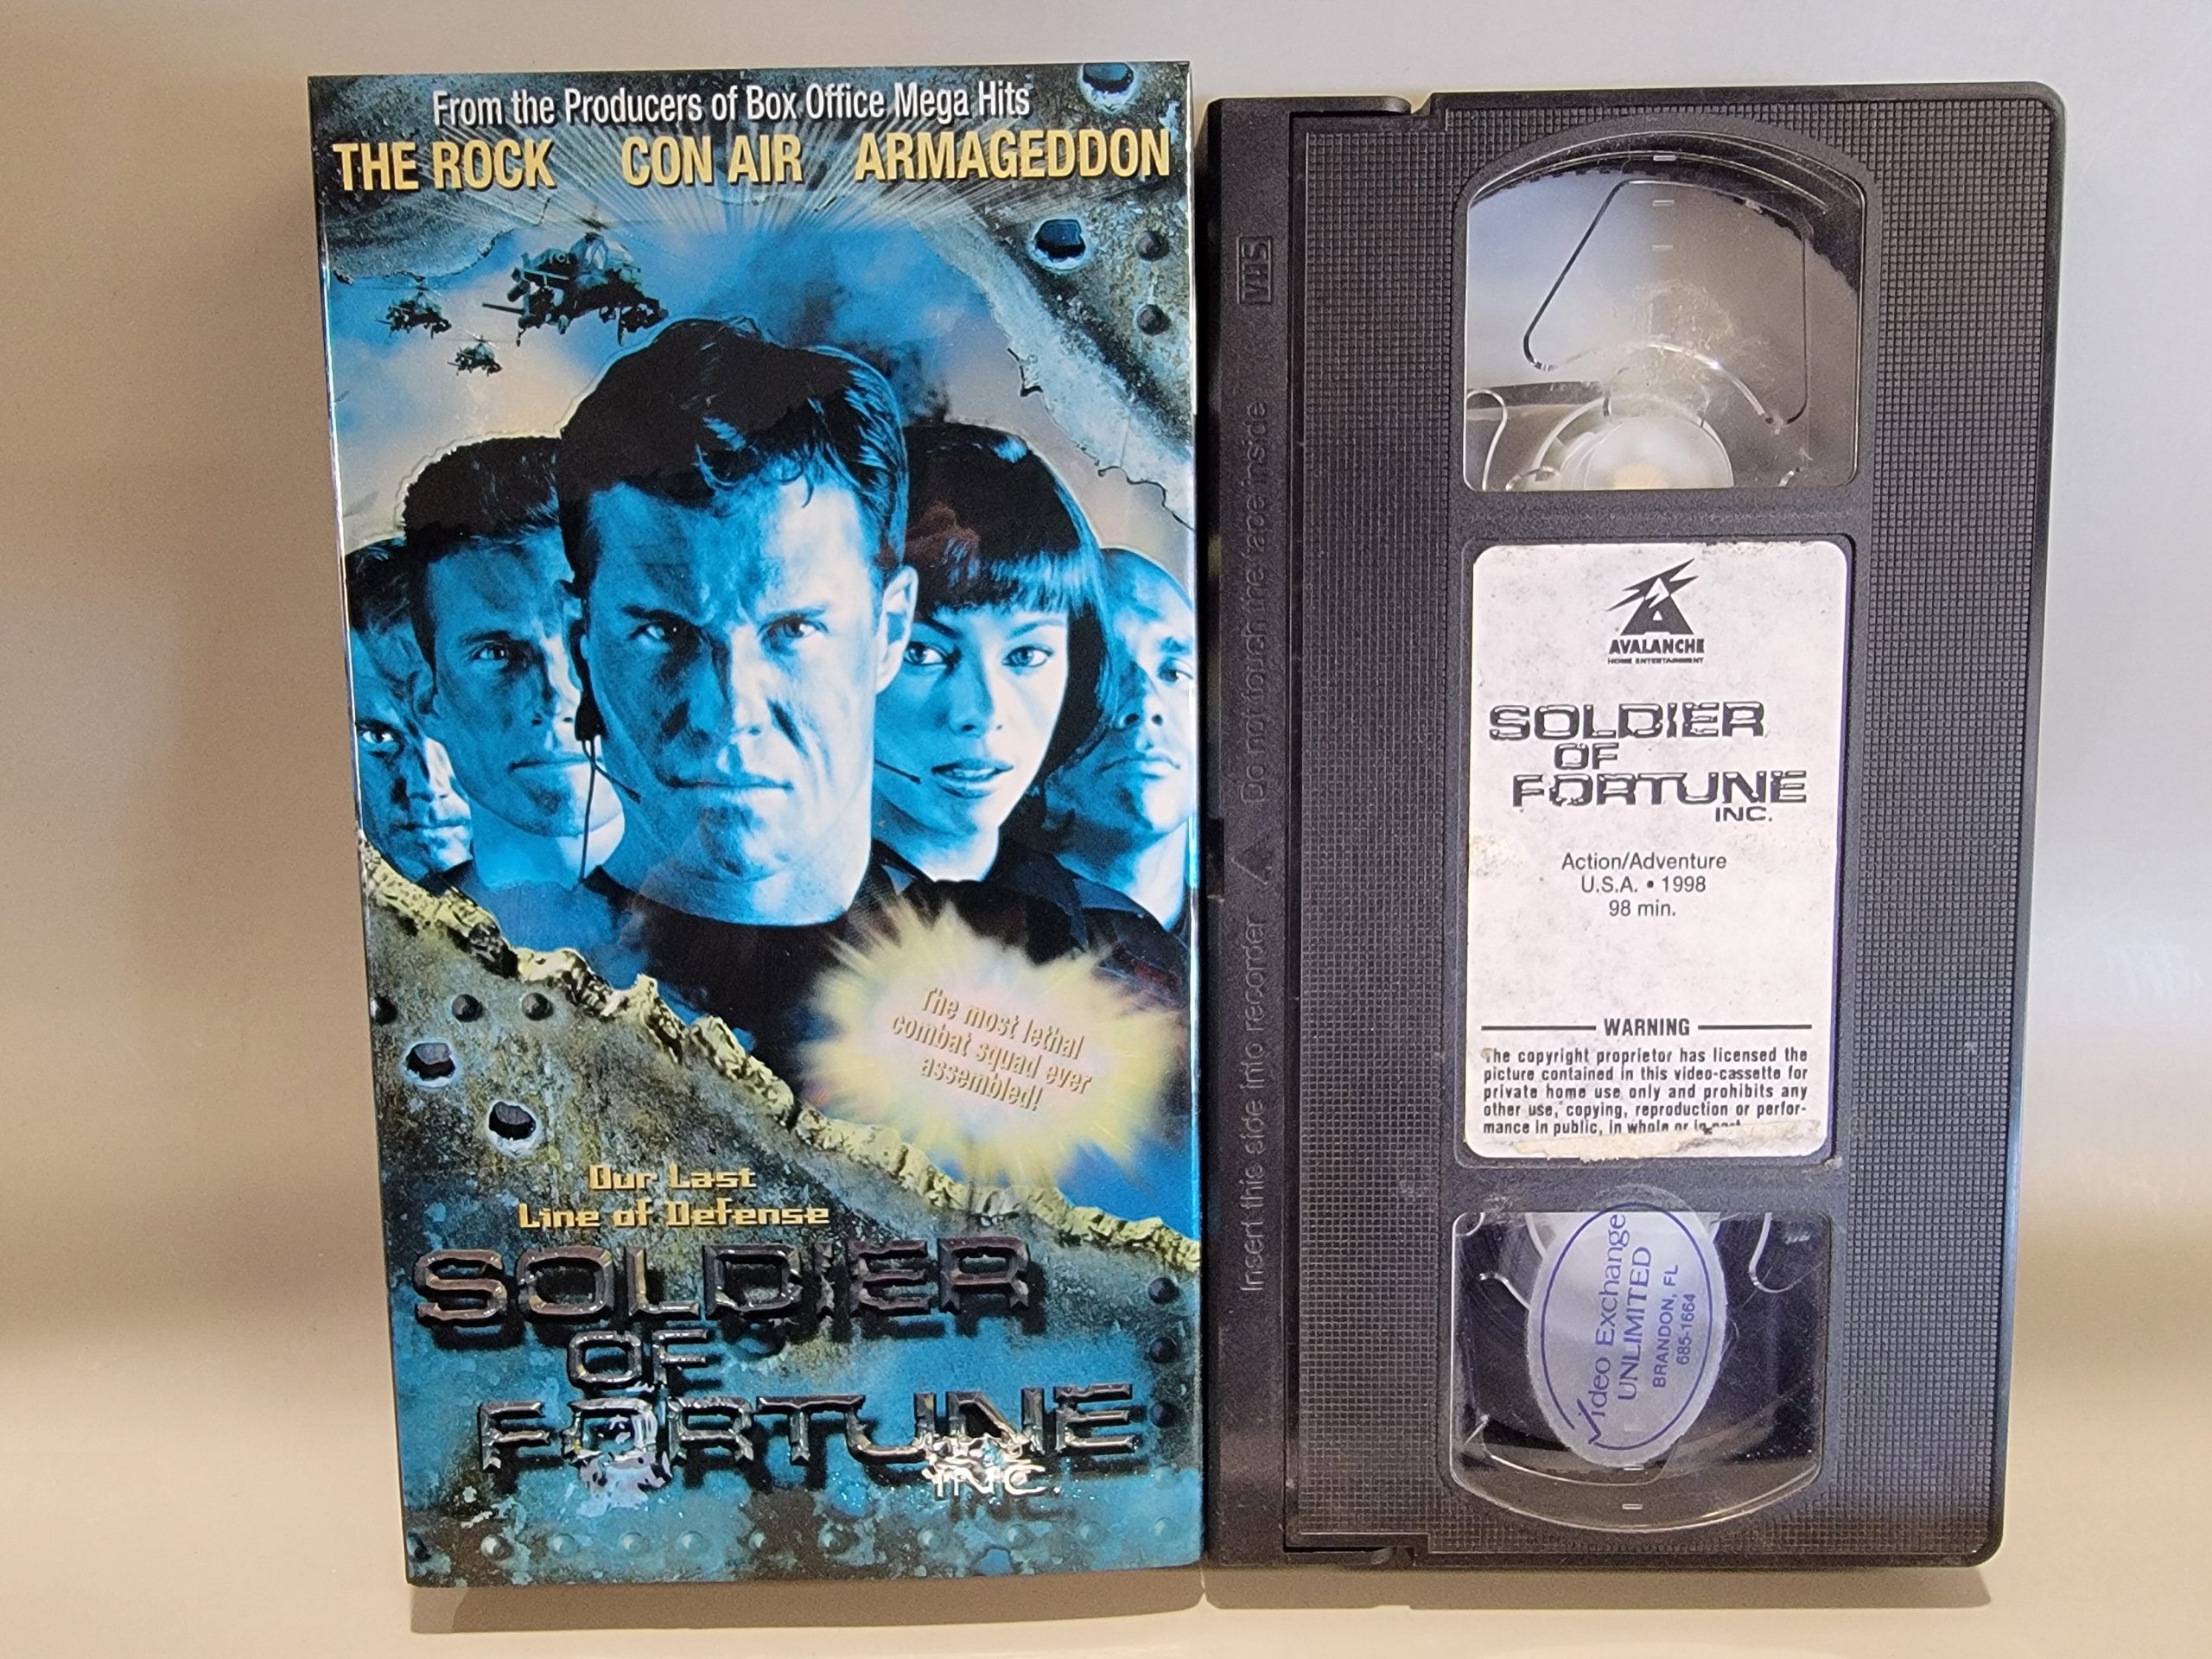 From the Producers of Box Office Mega Hits
THE ROCK CON AIR ARMAGEDDON
The most lethal
combat squad ever
assembled!
Our Last
Line of Defense
SOLDIER
OF
FORTUNE
INC.
VHS
Insert this side into recorder Do not touch the tape inside
AVALANCHE
HOME ENTERTAINMENT
SOLDIER
OF
FORTUNE
INC.
Action/Adventure
U.S.A. • 1998
98 min.
WARNING
The copyright proprietor has licensed the
picture contained in this video-cassette for
private home use only and prohibits any
other use, copying, reproduction or perfor-
mance in public, in whole or in part.
Video Exchange
UNLIMITED
BRANDON, FL
685-1664